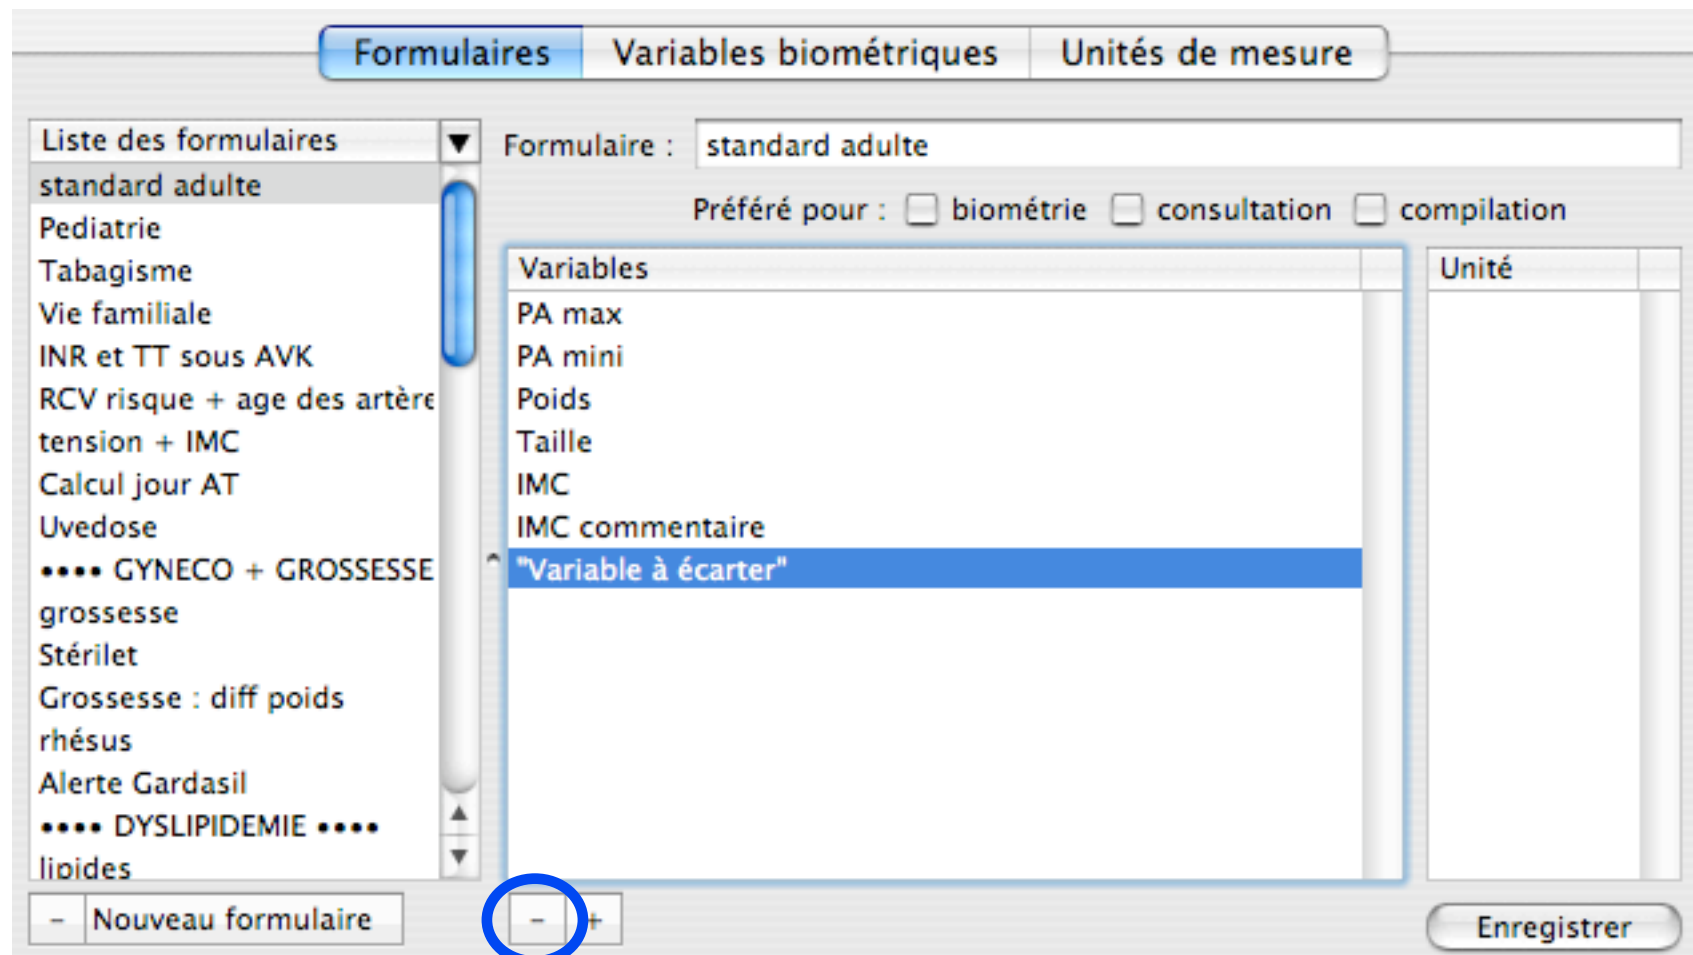 Formulaires Variables biométriques Unités de mesure
Liste des formulaires
standard adulte
Pediatrie
Tabagisme
Vie familiale
INR et TT sous AVK
RCV risque + age des artère
tension + IMC
Calcul jour AT
Uvedose
•••• GYNECO + GROSSESSE
grossesse
Stérilet
Grossesse : diff poids
rhésus
Alerte Gardasil
•••• DYSLIPIDEMIE ••••
lipides
- Nouveau formulaire
Formulaire : standard adulte
Préféré pour : biométrie consultation compilation
Variables
PA max
PA mini
Poids
Taille
IMC
IMC commentaire
"Variable à écarter"
- +
Unité
Enregistrer